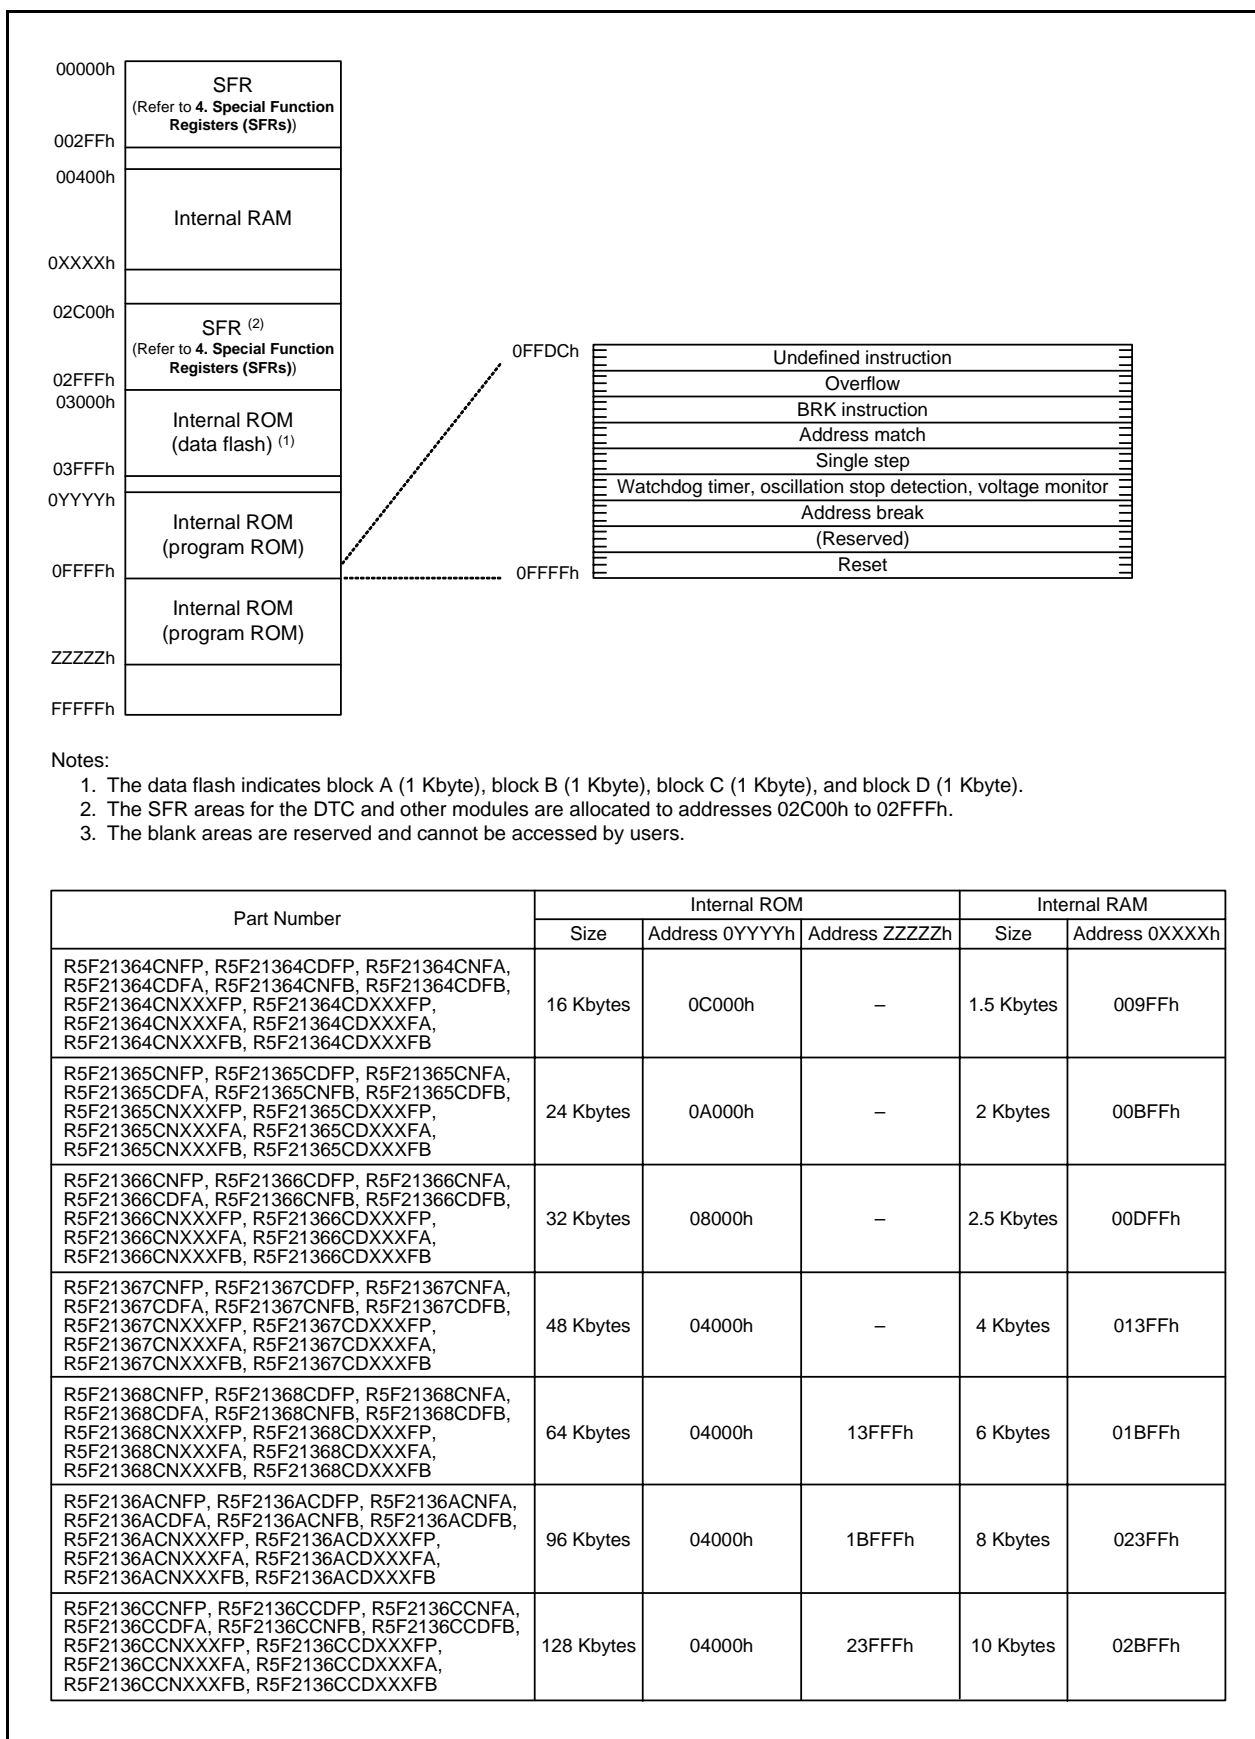 00000h
SFR
(Refer to 4. Special Function
Registers (SFRs))
002FFh
00400h
Internal RAM
0XXXXh
02C00h
SFR (2)
(Refer to 4. Special Function
Registers (SFRs))
02FFFh
03000h
Internal ROM
(data flash) (1)
03FFFh
0YYYYh
Internal ROM
(program ROM)
0FFFFh
Internal ROM
(program ROM)
ZZZZZh
FFFFFh
0FFDCh
Undefined instruction
Overflow
BRK instruction
Address match
Single step
Watchdog timer, oscillation stop detection, voltage monitor
Address break
(Reserved)
Reset
0FFFFh
Notes:
1. The data flash indicates block A (1 Kbyte), block B (1 Kbyte), block C (1 Kbyte), and block D (1 Kbyte).
2. The SFR areas for the DTC and other modules are allocated to addresses 02C00h to 02FFFh.
3. The blank areas are reserved and cannot be accessed by users.
Part Number Internal ROM Internal RAM
Size Address 0YYYYh Address ZZZZZh Size Address 0XXXXh
R5F21364CNFP, R5F21364CDFP, R5F21364CNFA,
R5F21364CDFA, R5F21364CNFB, R5F21364CDFB,
R5F21364CNXXXFP, R5F21364CDXXXFP,
R5F21364CNXXXFA, R5F21364CDXXXFA,
R5F21364CNXXXFB, R5F21364CDXXXFB
16 Kbytes 0C000h – 1.5 Kbytes 009FFh
R5F21365CNFP, R5F21365CDFP, R5F21365CNFA,
R5F21365CDFA, R5F21365CNFB, R5F21365CDFB,
R5F21365CNXXXFP, R5F21365CDXXXFP,
R5F21365CNXXXFA, R5F21365CDXXXFA,
R5F21365CNXXXFB, R5F21365CDXXXFB
24 Kbytes 0A000h – 2 Kbytes 00BFFh
R5F21366CNFP, R5F21366CDFP, R5F21366CNFA,
R5F21366CDFA, R5F21366CNFB, R5F21366CDFB,
R5F21366CNXXXFP, R5F21366CDXXXFP,
R5F21366CNXXXFA, R5F21366CDXXXFA,
R5F21366CNXXXFB, R5F21366CDXXXFB
32 Kbytes 08000h – 2.5 Kbytes 00DFFh
R5F21367CNFP, R5F21367CDFP, R5F21367CNFA,
R5F21367CDFA, R5F21367CNFB, R5F21367CDFB,
R5F21367CNXXXFP, R5F21367CDXXXFP,
R5F21367CNXXXFA, R5F21367CDXXXFA,
R5F21367CNXXXFB, R5F21367CDXXXFB
48 Kbytes 04000h – 4 Kbytes 013FFh
R5F21368CNFP, R5F21368CDFP, R5F21368CNFA,
R5F21368CDFA, R5F21368CNFB, R5F21368CDFB,
R5F21368CNXXXFP, R5F21368CDXXXFP,
R5F21368CNXXXFA, R5F21368CDXXXFA,
R5F21368CNXXXFB, R5F21368CDXXXFB
64 Kbytes 04000h 13FFFh 6 Kbytes 01BFFh
R5F2136ACNFP, R5F2136ACDFP, R5F2136ACNFA,
R5F2136ACDFA, R5F2136ACNFB, R5F2136ACDFB,
R5F2136ACNXXXFP, R5F2136ACDXXXFP,
R5F2136ACNXXXFA, R5F2136ACDXXXFA,
R5F2136ACNXXXFB, R5F2136ACDXXXFB
96 Kbytes 04000h 1BFFFh 8 Kbytes 023FFh
R5F2136CCNFP, R5F2136CCDFP, R5F2136CCNFA,
R5F2136CCDFA, R5F2136CCNFB, R5F2136CCDFB,
R5F2136CCNXXXFP, R5F2136CCDXXXFP,
R5F2136CCNXXXFA, R5F2136CCDXXXFA,
R5F2136CCNXXXFB, R5F2136CCDXXXFB
128 Kbytes 04000h 23FFFh 10 Kbytes 02BFFh